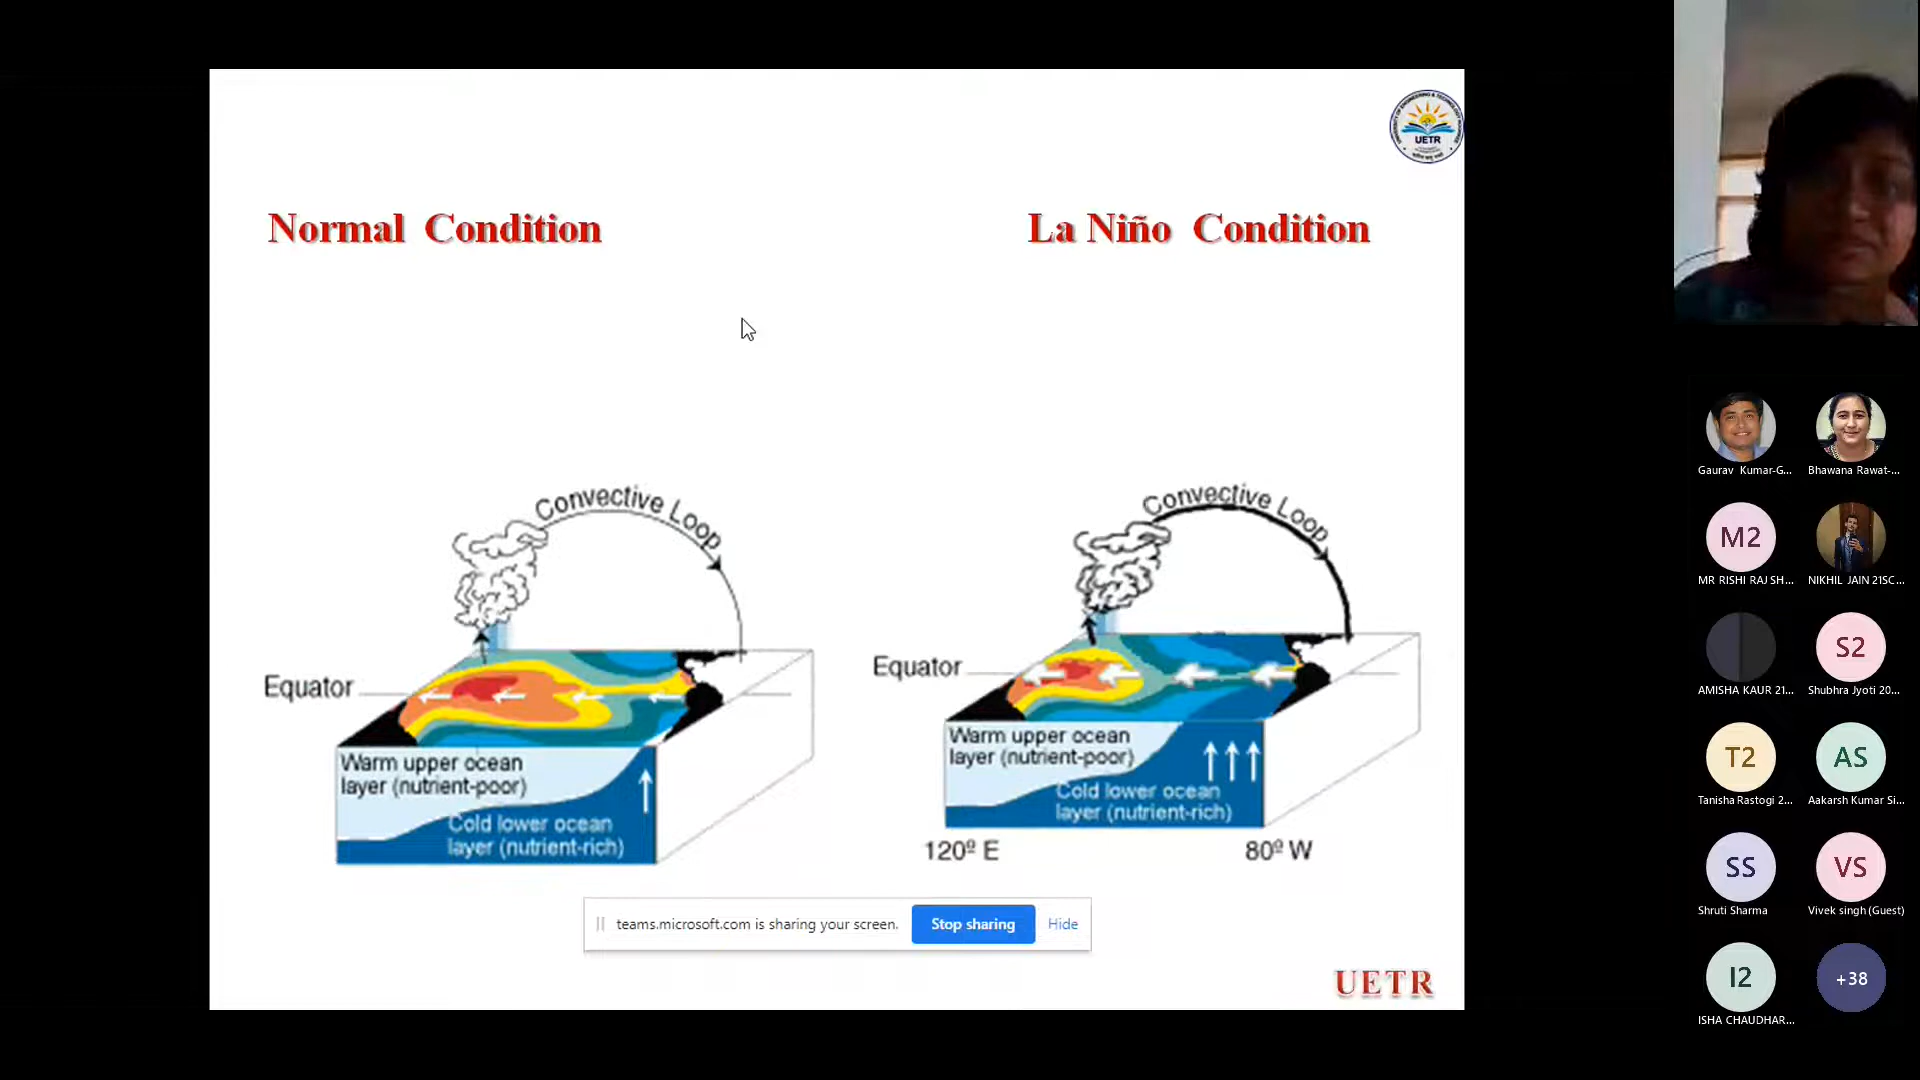 UETR
Normal Condition
La Niño Condition
Convective Loop
Equator
Warm upper ocean
layer (nutrient-poor)
Cold lower ocean
layer (nutrient-rich)
Convective Loop
Equator
Warm upper ocean
layer (nutrient-poor)
Cold lower ocean
layer (nutrient-rich)
120º E
80º W
teams.microsoft.com is sharing your screen.
Stop sharing
Hide
UETR
Gaurav Kumar-G...
Bhawana Rawat-...
M2
MR RISHI RAJ SH...
NIKHIL JAIN 21SC...
AMISHA KAUR 21...
S2
Shubhra Jyoti 20...
T2
Tanisha Rastogi 2...
AS
Aakarsh Kumar Si...
SS
Shruti Sharma
VS
Vivek singh (Guest)
I2
ISHA CHAUDHAR...
+38